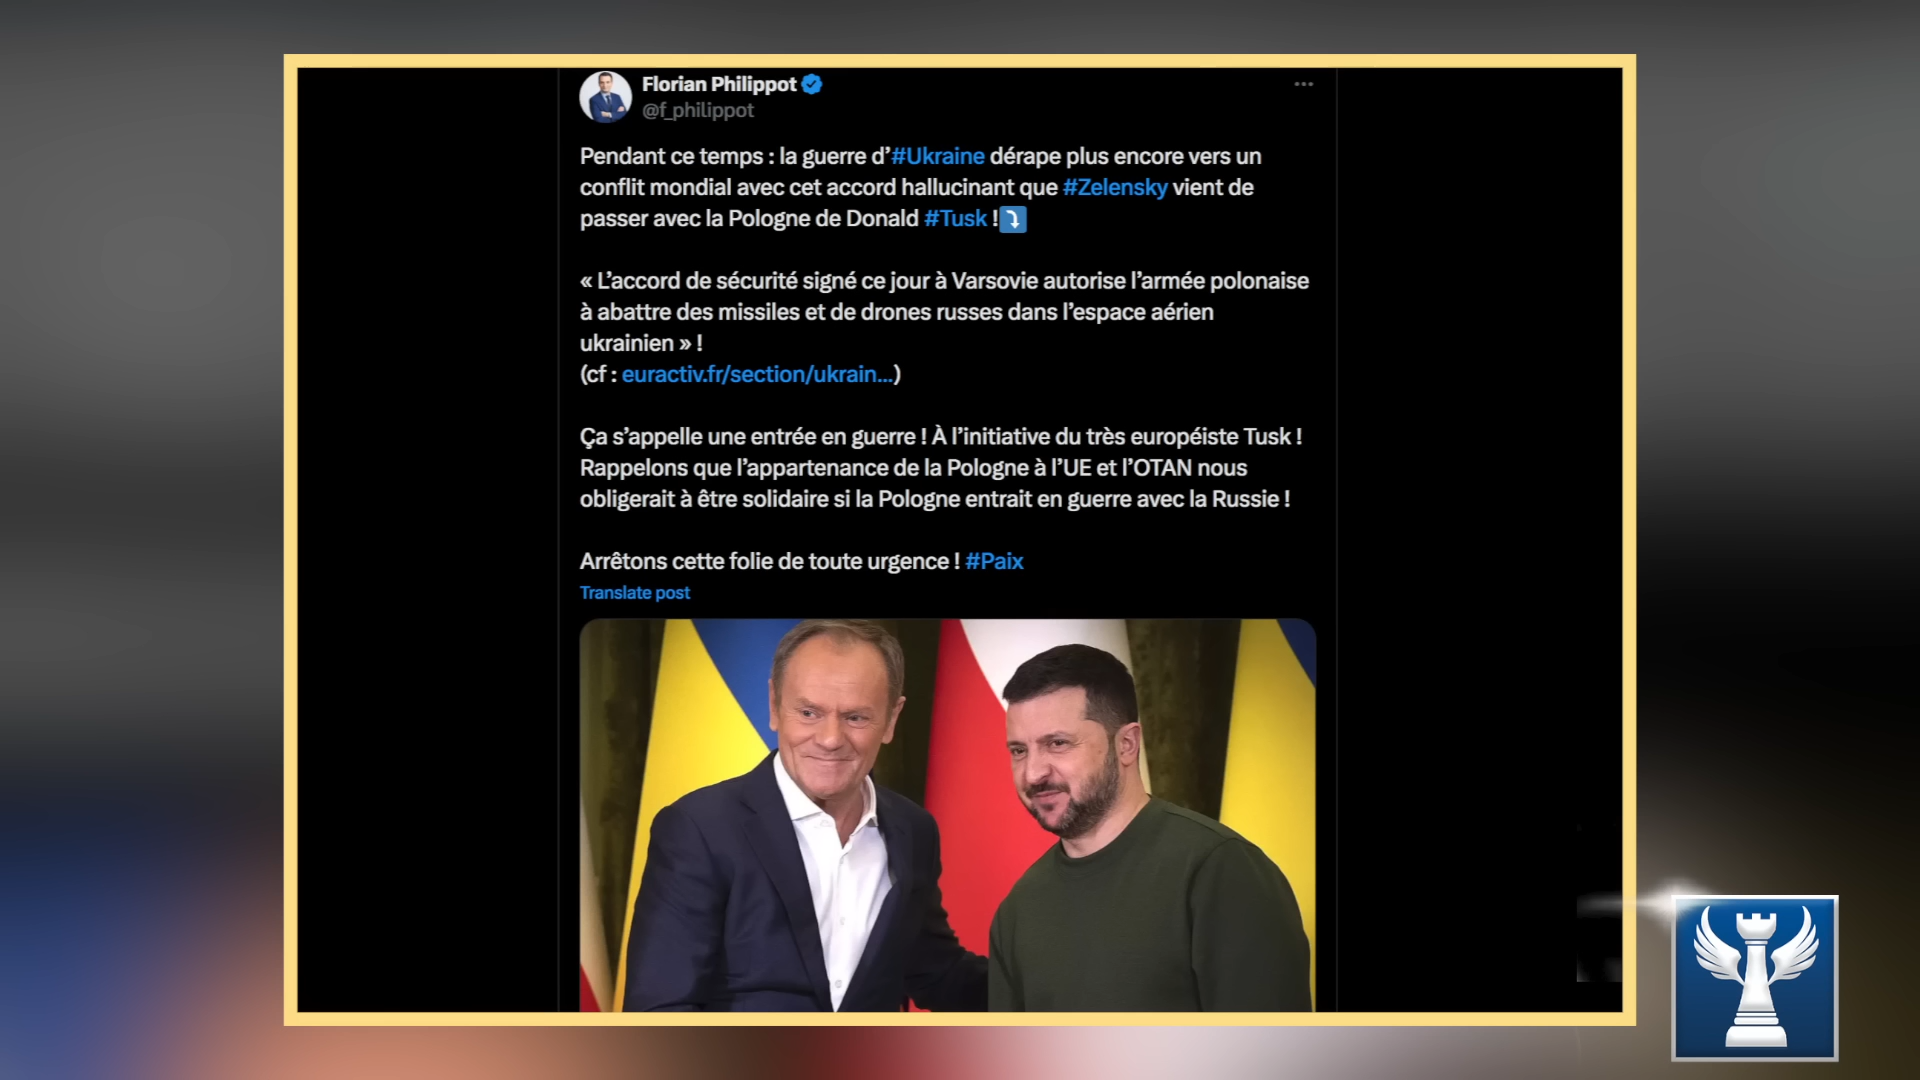 Florian Philippot
@f_philippot
Pendant ce temps : la guerre d’#Ukraine dérape plus encore vers un
conflit mondial avec cet accord hallucinant que #Zelensky vient de
passer avec la Pologne de Donald #Tusk !⤵️
« L’accord de sécurité signé ce jour à Varsovie autorise l’armée polonaise
à abattre des missiles et de drones russes dans l’espace aérien
ukrainien » !
(cf : euractiv.fr/section/ukrain...)
Ça s’appelle une entrée en guerre ! À l’initiative du très européiste Tusk !
Rappelons que l’appartenance de la Pologne à l’UE et l’OTAN nous
obligerait à être solidaire si la Pologne entrait en guerre avec la Russie !
Arrêtons cette folie de toute urgence ! #Paix
Translate post